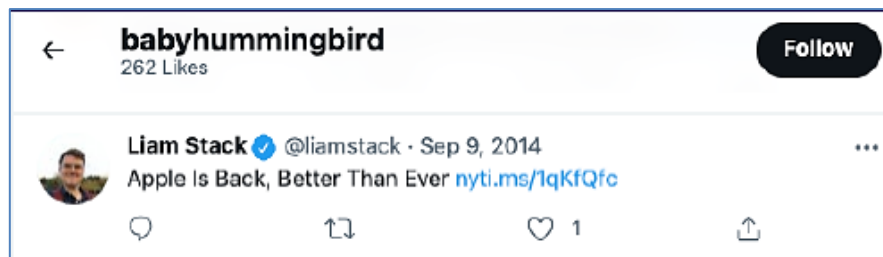 babyhummingbird
262 Likes
Follow
Liam Stack @liamstack · Sep 9, 2014
Apple Is Back, Better Than Ever nyti.ms/1qKfQfc
1